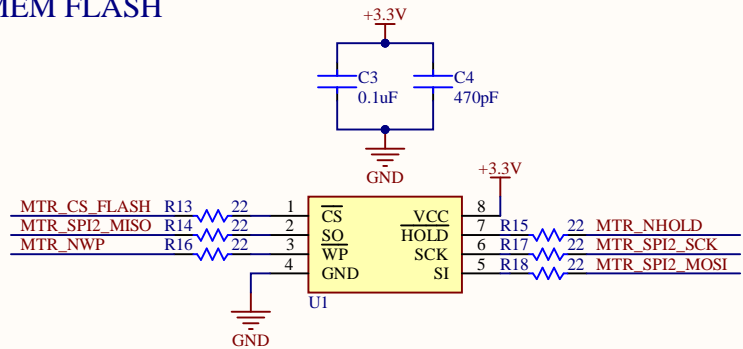 MEM FLASH
+3.3V
C3
0.1uF
C4
470pF
GND
+3.3V
MTR_CS_FLASH R13 22 1 CS VCC 8
MTR_SPI2_MISO R14 22 2 SO HOLD 7 R15 22 MTR_NHOLD
MTR_NWP R16 22 3 WP SCK 6 R17 22 MTR_SPI2_SCK
4 GND SI 5 R18 22 MTR_SPI2_MOSI
U1
GND